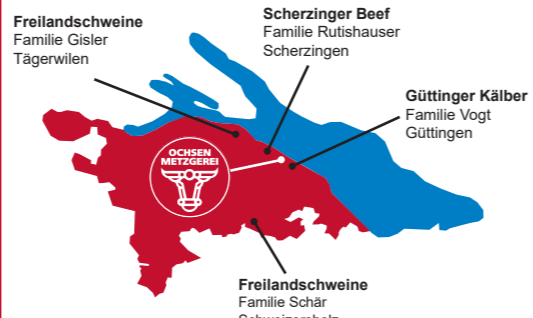 Freilandschweine
Familie Gisler
Tägerwilen
Scherzinger Beef
Familie Rutishauser
Scherzingen
Güttinger Kälber
Familie Vogt
Güttingen
OCHSEN
METZGEREI
Freilandschweine
Familie Schär